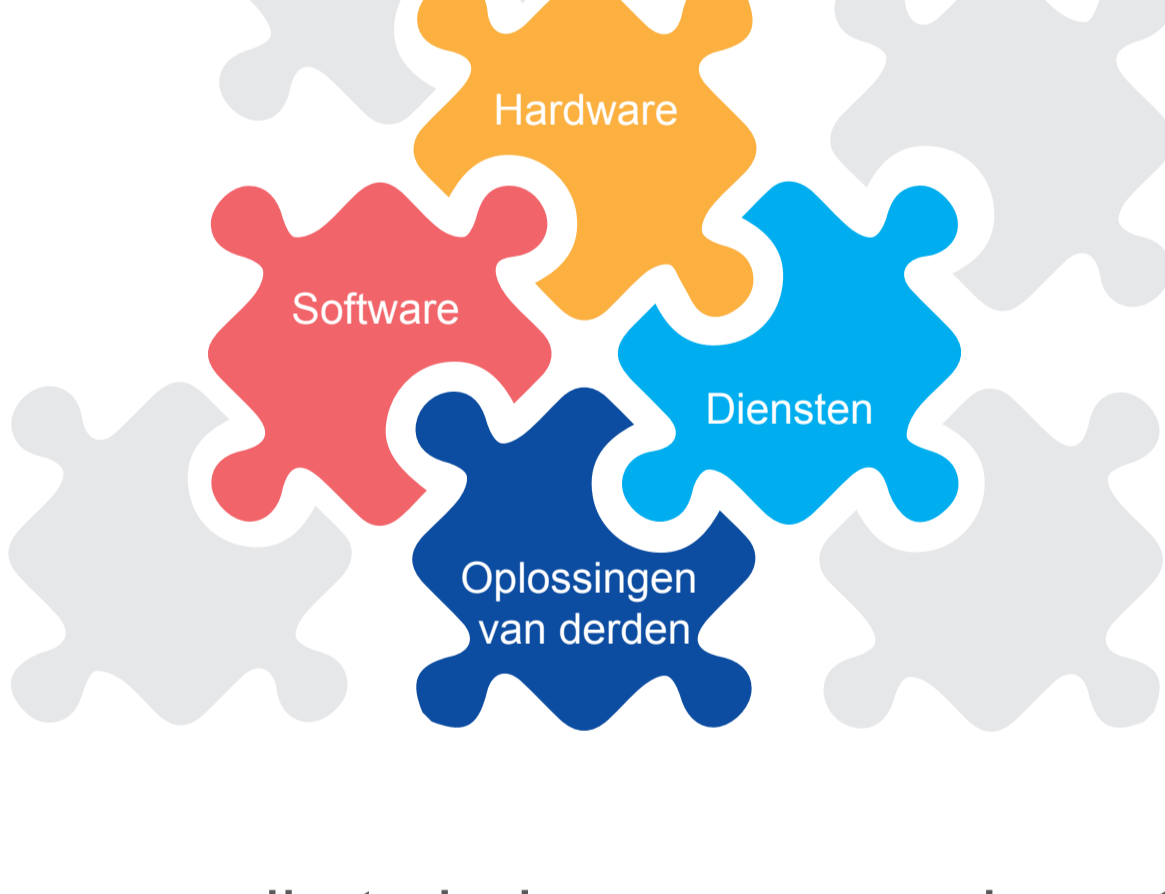 Hardware
Software
Diensten
Oplossingen
van derden